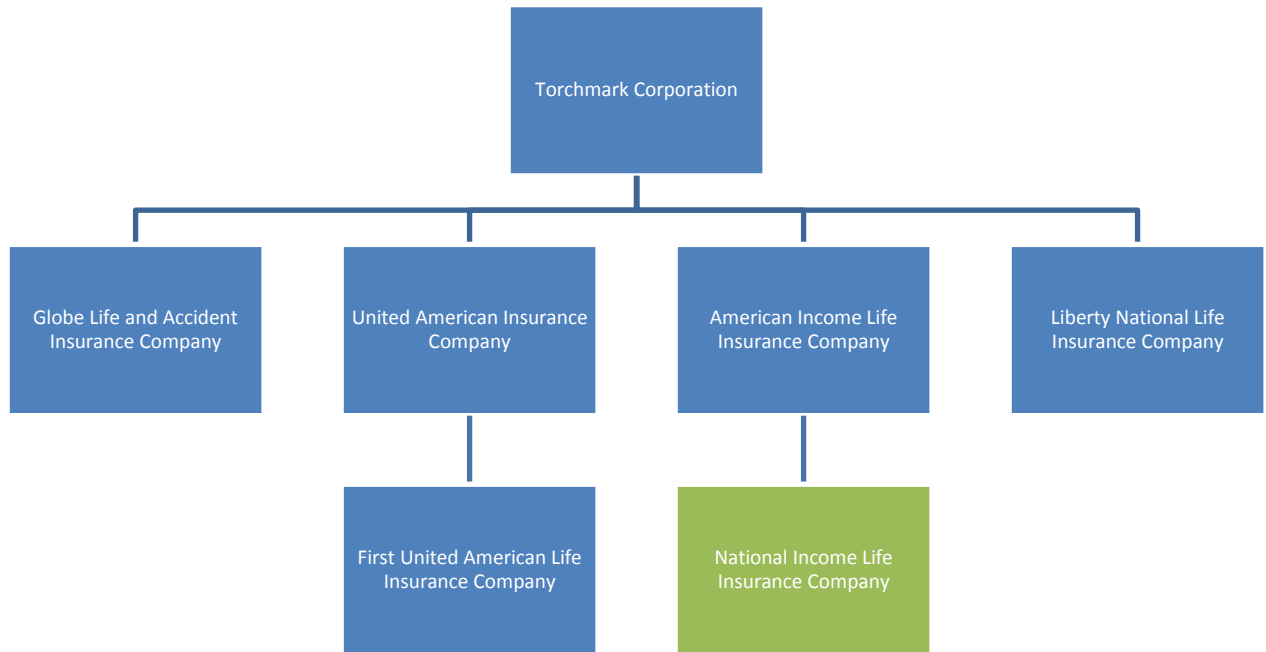 Torchmark Corporation
Globe Life and Accident
Insurance Company
United American Insurance
Company
American Income Life
Insurance Company
Liberty National Life
Insurance Company
First United American Life
Insurance Company
National Income Life
Insurance Company